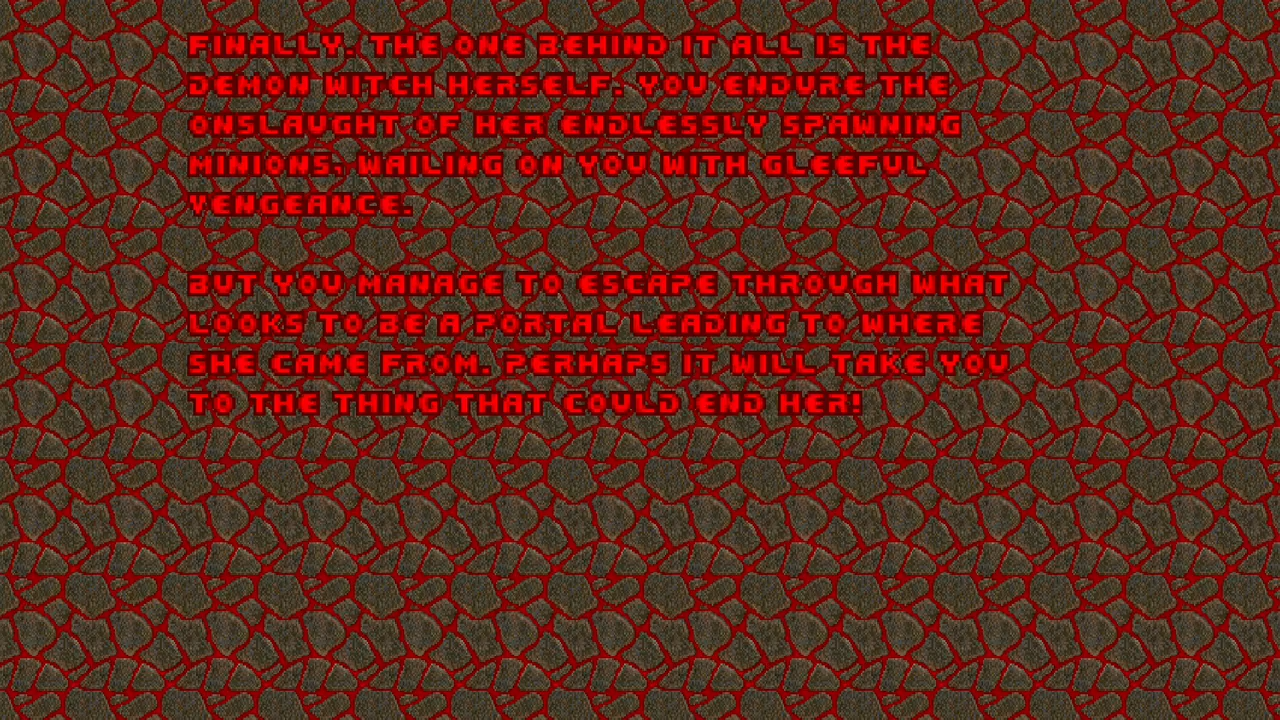 FINALLY. THE ONE BEHIND IT ALL IS THE
DEMON WITCH HERSELF. YOU ENDURE THE
ONSLAUGHT OF HER ENDLESSLY SPAWNING
MINIONS, WAILING ON YOU WITH GLEEFUL
VENGEANCE.
BUT YOU MANAGE TO ESCAPE THROUGH WHAT
LOOKS TO BE A PORTAL LEADING TO WHERE
SHE CAME FROM. PERHAPS IT WILL TAKE YOU
TO THE THING THAT COULD END HER!